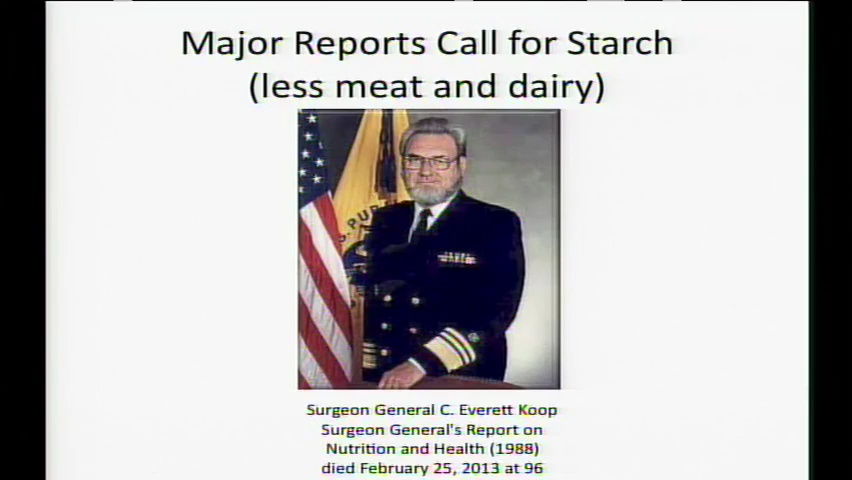 Major Reports Call for Starch
(less meat and dairy)
Surgeon General C. Everett Koop
Surgeon General's Report on
Nutrition and Health (1988)
died February 25, 2013 at 96